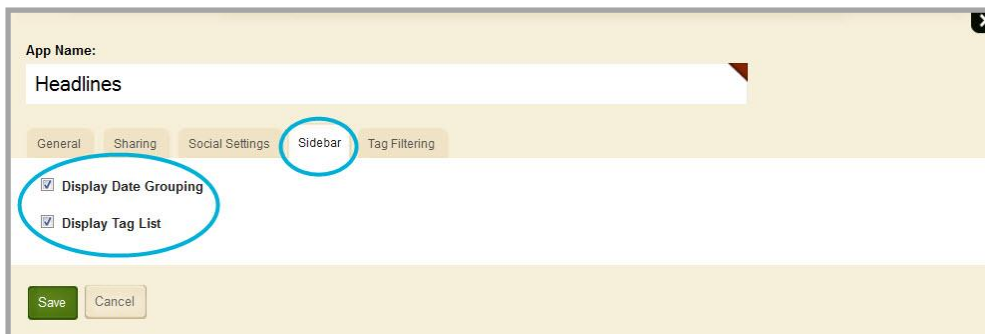 App Name:
Headlines
General Sharing Social Settings Sidebar Tag Filtering
Display Date Grouping
Display Tag List
Save Cancel